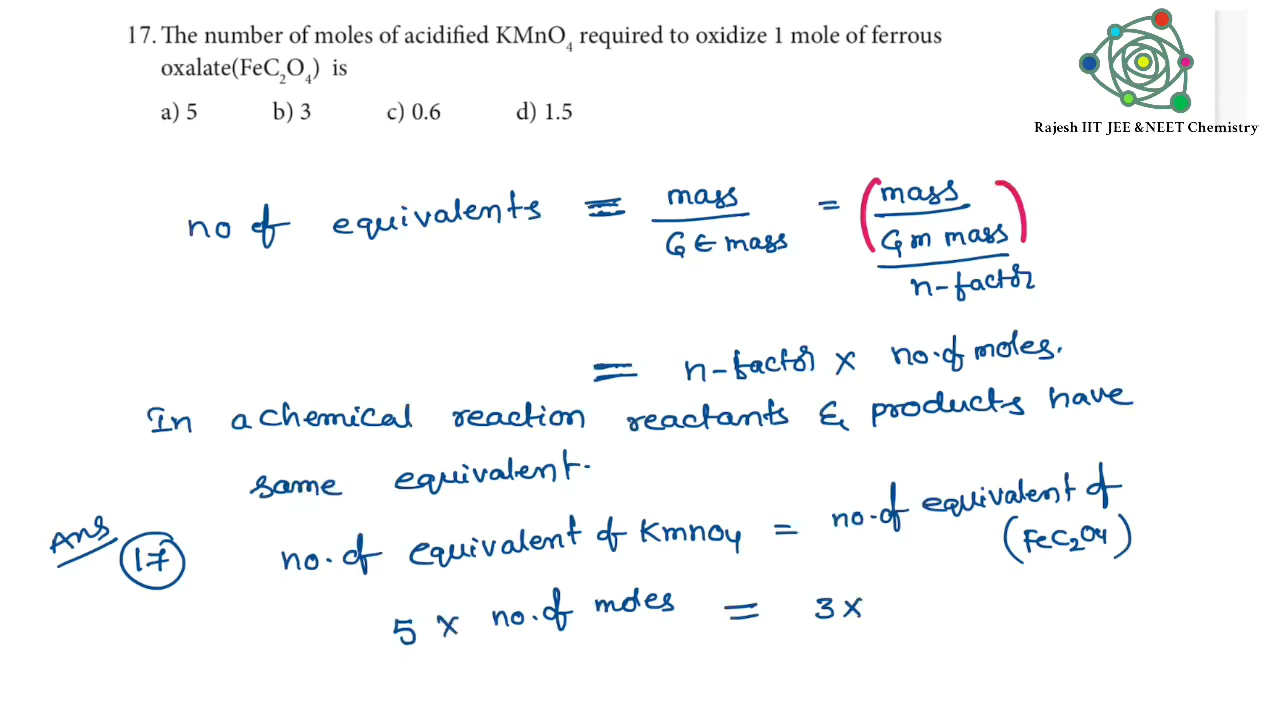 17. The number of moles of acidified KMnO₄ required to oxidize 1 mole of ferrous
oxalate(FeC₂O₄) is
a) 5 b) 3 c) 0.6 d) 1.5
Rajesh IIT JEE &NEET Chemistry
no of equivalents = mass / G E mass = (mass / G m mass) / n-factor
= n-factor × no.of moles.
In a chemical reaction reactants & products have
same equivalent.
Ans 17 no.of equivalent of KMnO4 = no.of equivalent of
(FeC2O4)
5 × no.of moles = 3 ×